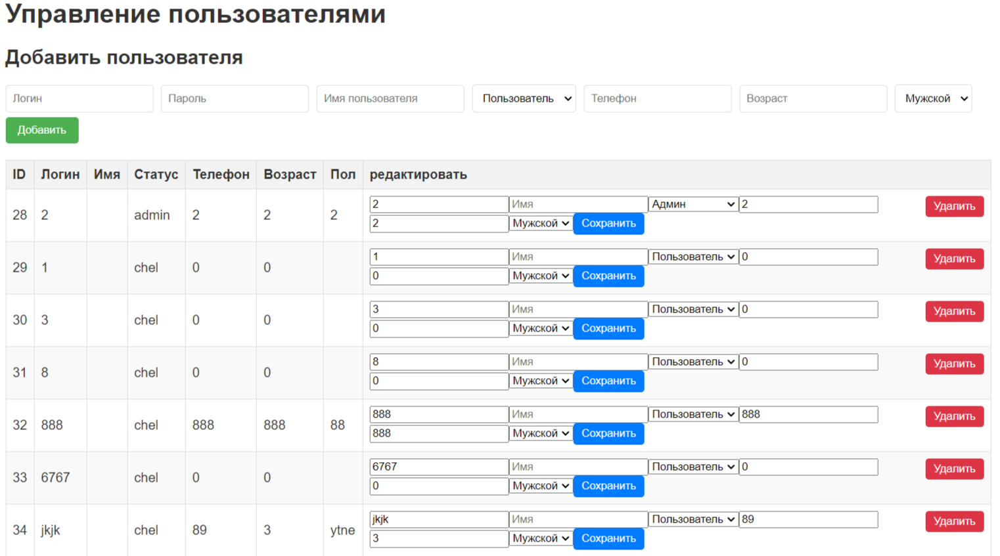 Управление пользователями
Добавить пользователя
Логин Пароль Имя пользователя Пользователь Телефон Возраст Мужской
Добавить
ID Логин Имя Статус Телефон Возраст Пол редактировать
28 2 admin 2 2 2 2 Имя Админ 2 Удалить
2 Мужской Сохранить
29 1 chel 0 0 1 Имя Пользователь 0 Удалить
0 Мужской Сохранить
30 3 chel 0 0 3 Имя Пользователь 0 Удалить
0 Мужской Сохранить
31 8 chel 0 0 8 Имя Пользователь 0 Удалить
0 Мужской Сохранить
32 888 chel 888 888 88 888 Имя Пользователь 888 Удалить
888 Мужской Сохранить
33 6767 chel 0 0 6767 Имя Пользователь 0 Удалить
0 Мужской Сохранить
34 jkjk chel 89 3 ytne jkjk Имя Пользователь 89 Удалить
3 Мужской Сохранить